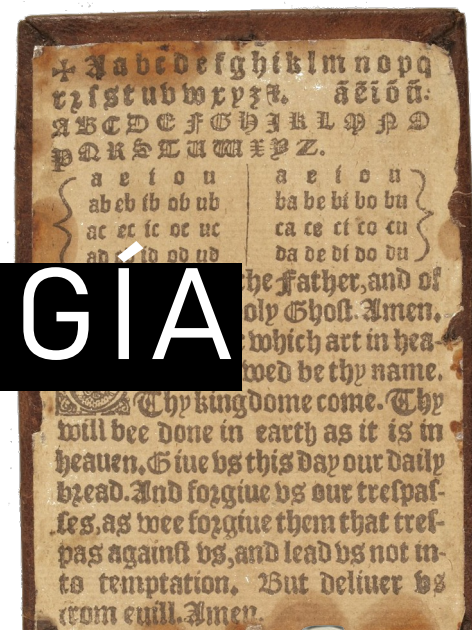 ✠ A a b c d e f g h i k l m n o p q
r ꝛ ſ s t u v w x y z &. ã ẽ ĩ õ ũ:
A B C D E F G H I K L M N O
P Q R S T U W X Y Z.
a e i o u a e i o u
ab eb ib ob ub ba be bi bo bu
ac ec ic oc uc ca ce ci co cu
ad id od ud da de di do du
the Father, and of
GÍA
oly Ghoſt. Amen.
which art in hea-
wed be thy name.
Thy kingdome come. Thy
will bee done in earth as it is in
heauen. Giue vs this day our daily
bread. And forgiue vs our treſpaſ-
ſes, as wee forgiue them that treſ-
pas againſt vs, and lead vs not in-
to temptation. But deliuer vs
from euill. Amen.